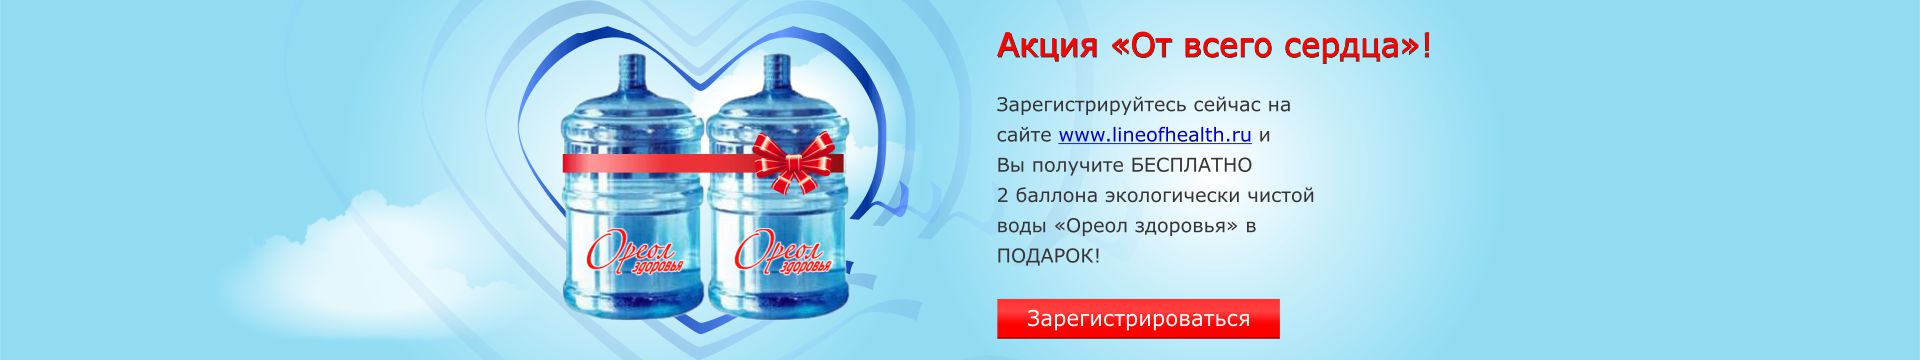 Ореол
здоровья
Ореол
здоровья
Акция «От всего сердца»!
Зарегистрируйтесь сейчас на
сайте www.lineofhealth.ru и
Вы получите БЕСПЛАТНО
2 баллона экологически чистой
воды «Ореол здоровья» в
ПОДАРОК!
Зарегистрироваться